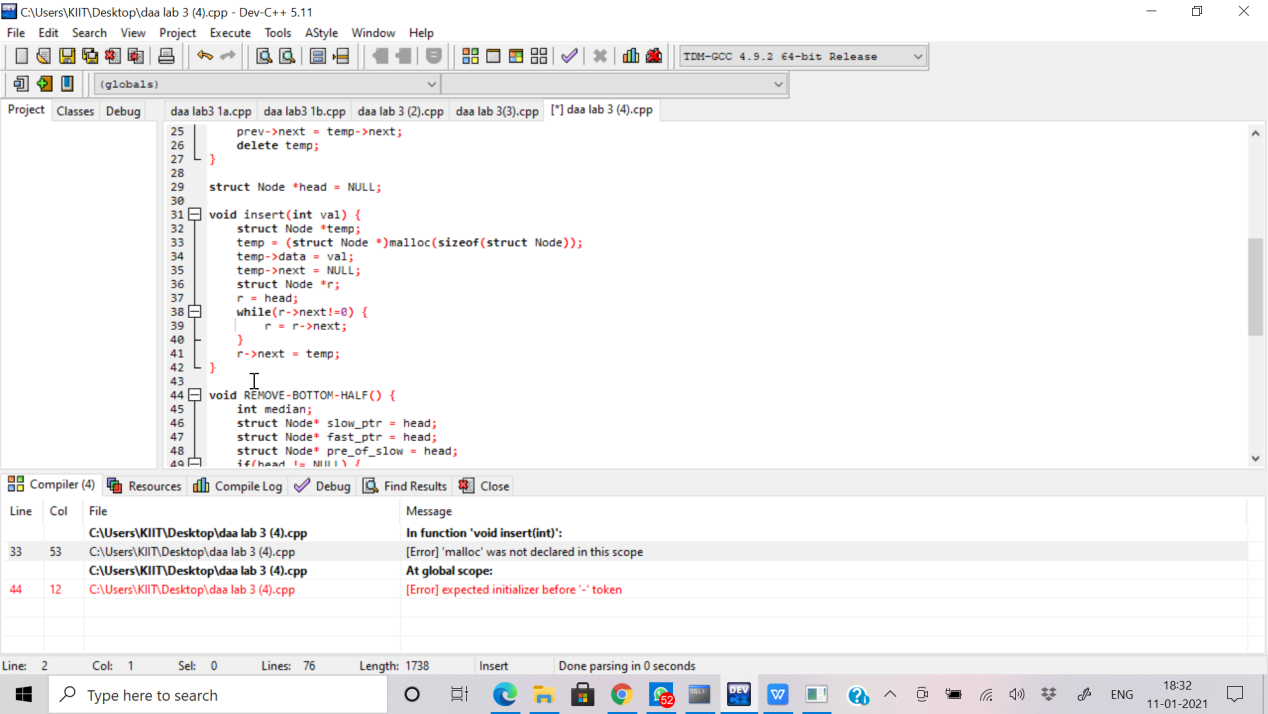 C:\Users\KIIT\Desktop\daa lab 3 (4).cpp - Dev-C++ 5.11
File Edit Search View Project Execute Tools AStyle Window Help
TDM-GCC 4.9.2 64-bit Release
(globals)
Project Classes Debug daa lab3 1a.cpp daa lab3 1b.cpp daa lab 3 (2).cpp daa lab 3(3).cpp [*] daa lab 3 (4).cpp
25 prev->next = temp->next;
26 delete temp;
27 }
28
29 struct Node *head = NULL;
30
31 void insert(int val) {
32 struct Node *temp;
33 temp = (struct Node *)malloc(sizeof(struct Node));
34 temp->data = val;
35 temp->next = NULL;
36 struct Node *r;
37 r = head;
38 while(r->next!=0) {
39 r = r->next;
40 }
41 r->next = temp;
42 }
43
44 void REMOVE-BOTTOM-HALF() {
45 int median;
46 struct Node* slow_ptr = head;
47 struct Node* fast_ptr = head;
48 struct Node* pre_of_slow = head;
49 if(head != NULL) {
Compiler (4) Resources Compile Log Debug Find Results Close
Line Col File Message
C:\Users\KIIT\Desktop\daa lab 3 (4).cpp In function 'void insert(int)':
33 53 C:\Users\KIIT\Desktop\daa lab 3 (4).cpp [Error] 'malloc' was not declared in this scope
C:\Users\KIIT\Desktop\daa lab 3 (4).cpp At global scope:
44 12 C:\Users\KIIT\Desktop\daa lab 3 (4).cpp [Error] expected initializer before '-' token
Line: 2 Col: 1 Sel: 0 Lines: 76 Length: 1738 Insert Done parsing in 0 seconds
Type here to search
52
DEV
W
ENG
18:32
11-01-2021